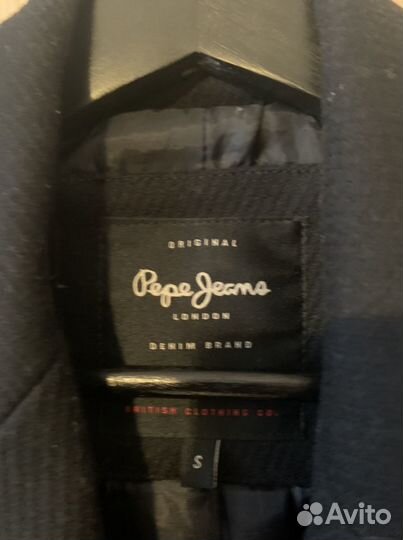 ORIGINAL
Pepe Jeans
LONDON
DENIM BRAND
BRITISH CLOTHING CO.
S
Avito